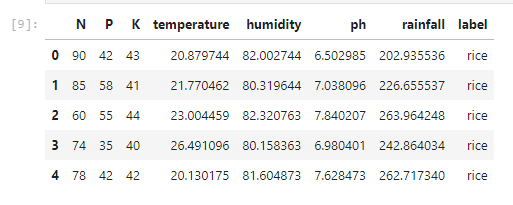 [9]: N P K temperature humidity ph rainfall label
0 90 42 43 20.879744 82.002744 6.502985 202.935536 rice
1 85 58 41 21.770462 80.319644 7.038096 226.655537 rice
2 60 55 44 23.004459 82.320763 7.840207 263.964248 rice
3 74 35 40 26.491096 80.158363 6.980401 242.864034 rice
4 78 42 42 20.130175 81.604873 7.628473 262.717340 rice